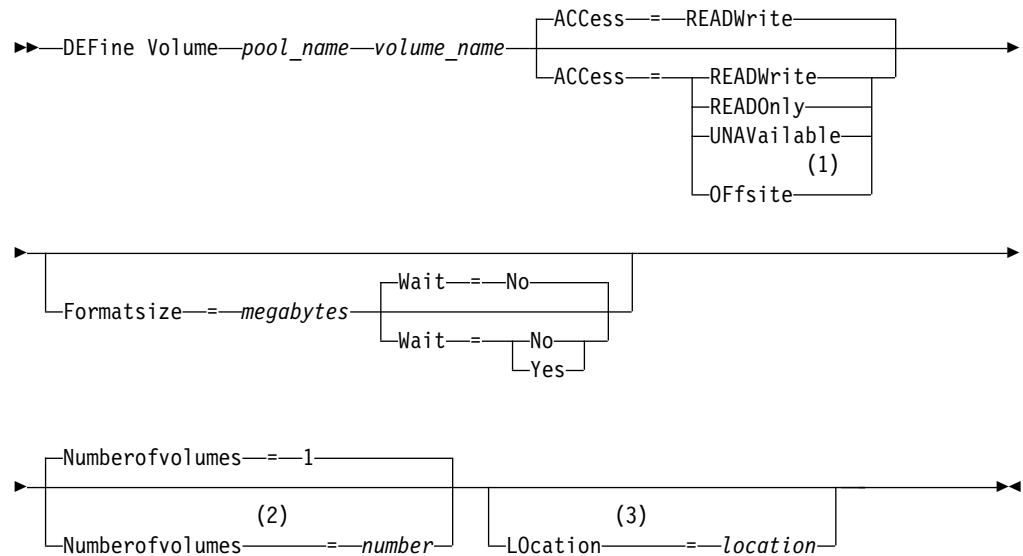 ACCess = READWrite
DEFine Volume pool_name volume_name
ACCess = READWrite
READOnly
UNAVailable
(1)
OFfsite
Wait = No
Formatsize = megabytes
Wait = No
Yes
Numberofvolumes = 1
(2) (3)
Numberofvolumes = number LOcation = location